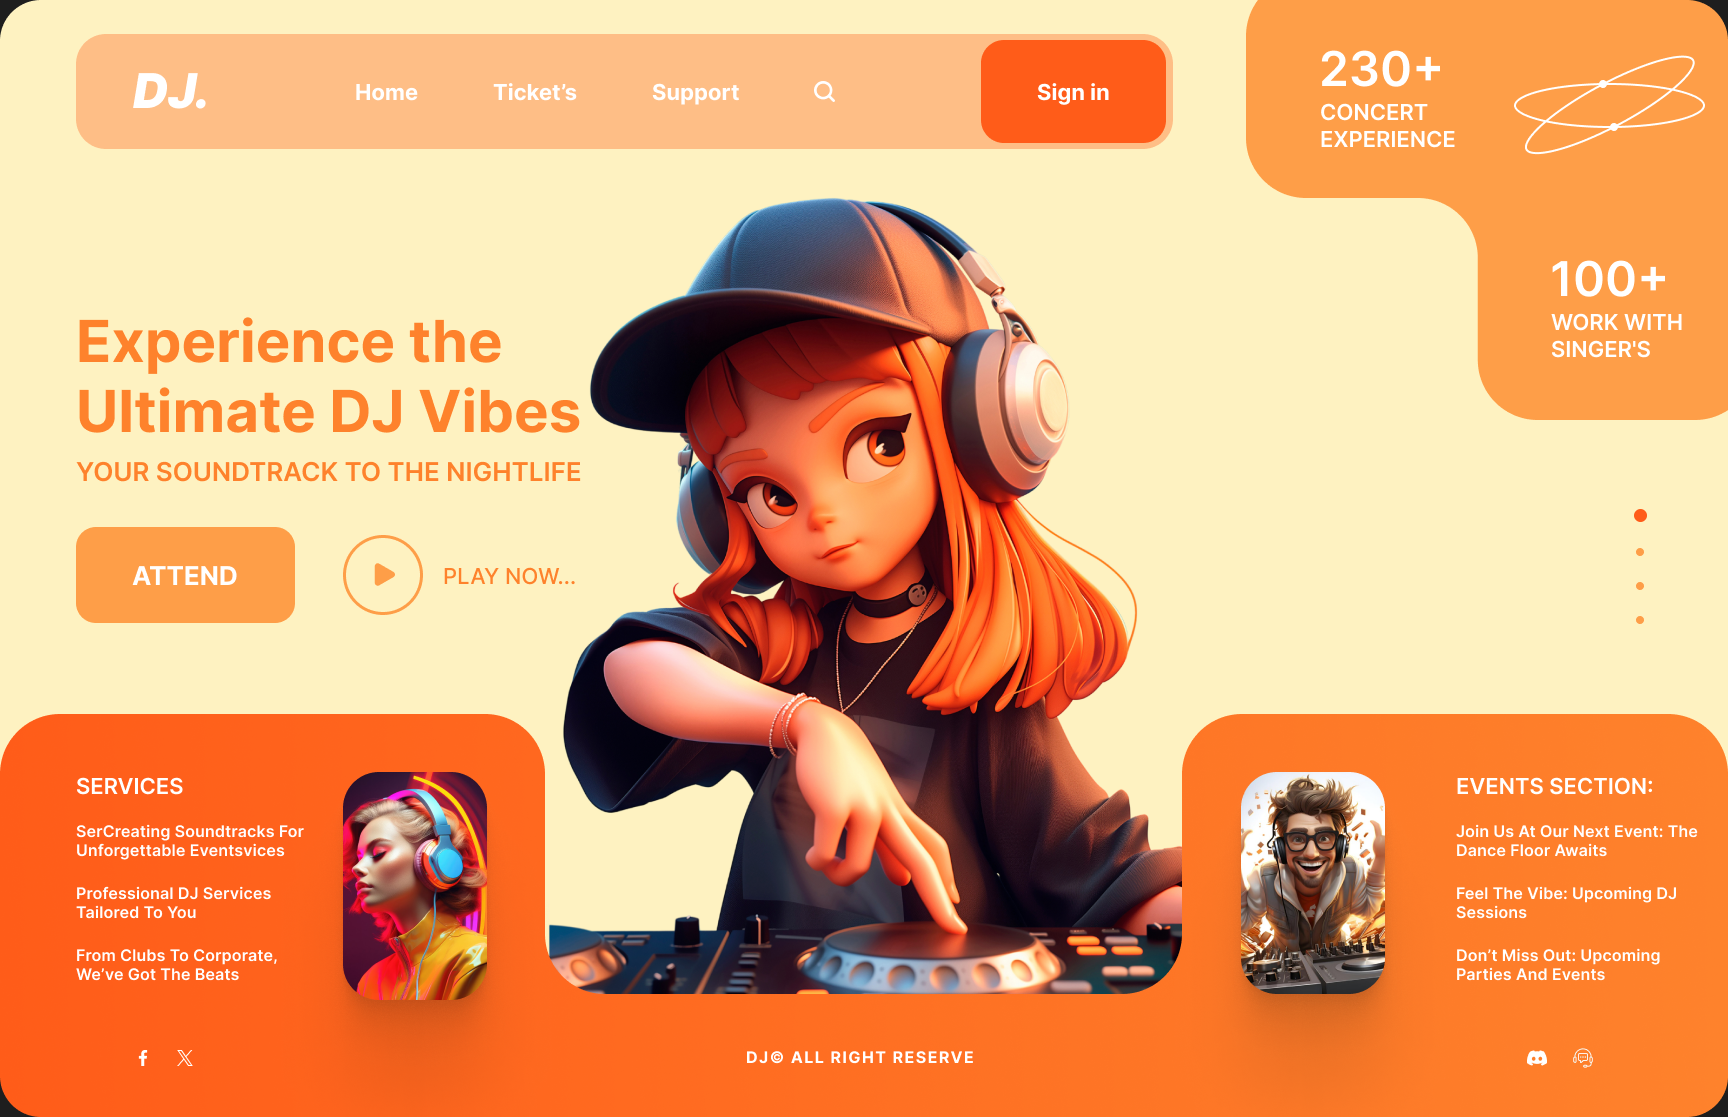 DJ.
Home
Ticket's
Support
Sign in
230+
CONCERT
EXPERIENCE
100+
WORK WITH
SINGER'S
Experience the
Ultimate DJ Vibes
YOUR SOUNDTRACK TO THE NIGHTLIFE
ATTEND
PLAY NOW...
SERVICES
SerCreating Soundtracks For
Unforgettable Eventsvices
Professional DJ Services
Tailored To You
From Clubs To Corporate,
We've Got The Beats
EVENTS SECTION:
Join Us At Our Next Event: The
Dance Floor Awaits
Feel The Vibe: Upcoming DJ
Sessions
Don't Miss Out: Upcoming
Parties And Events
DJ© ALL RIGHT RESERVE